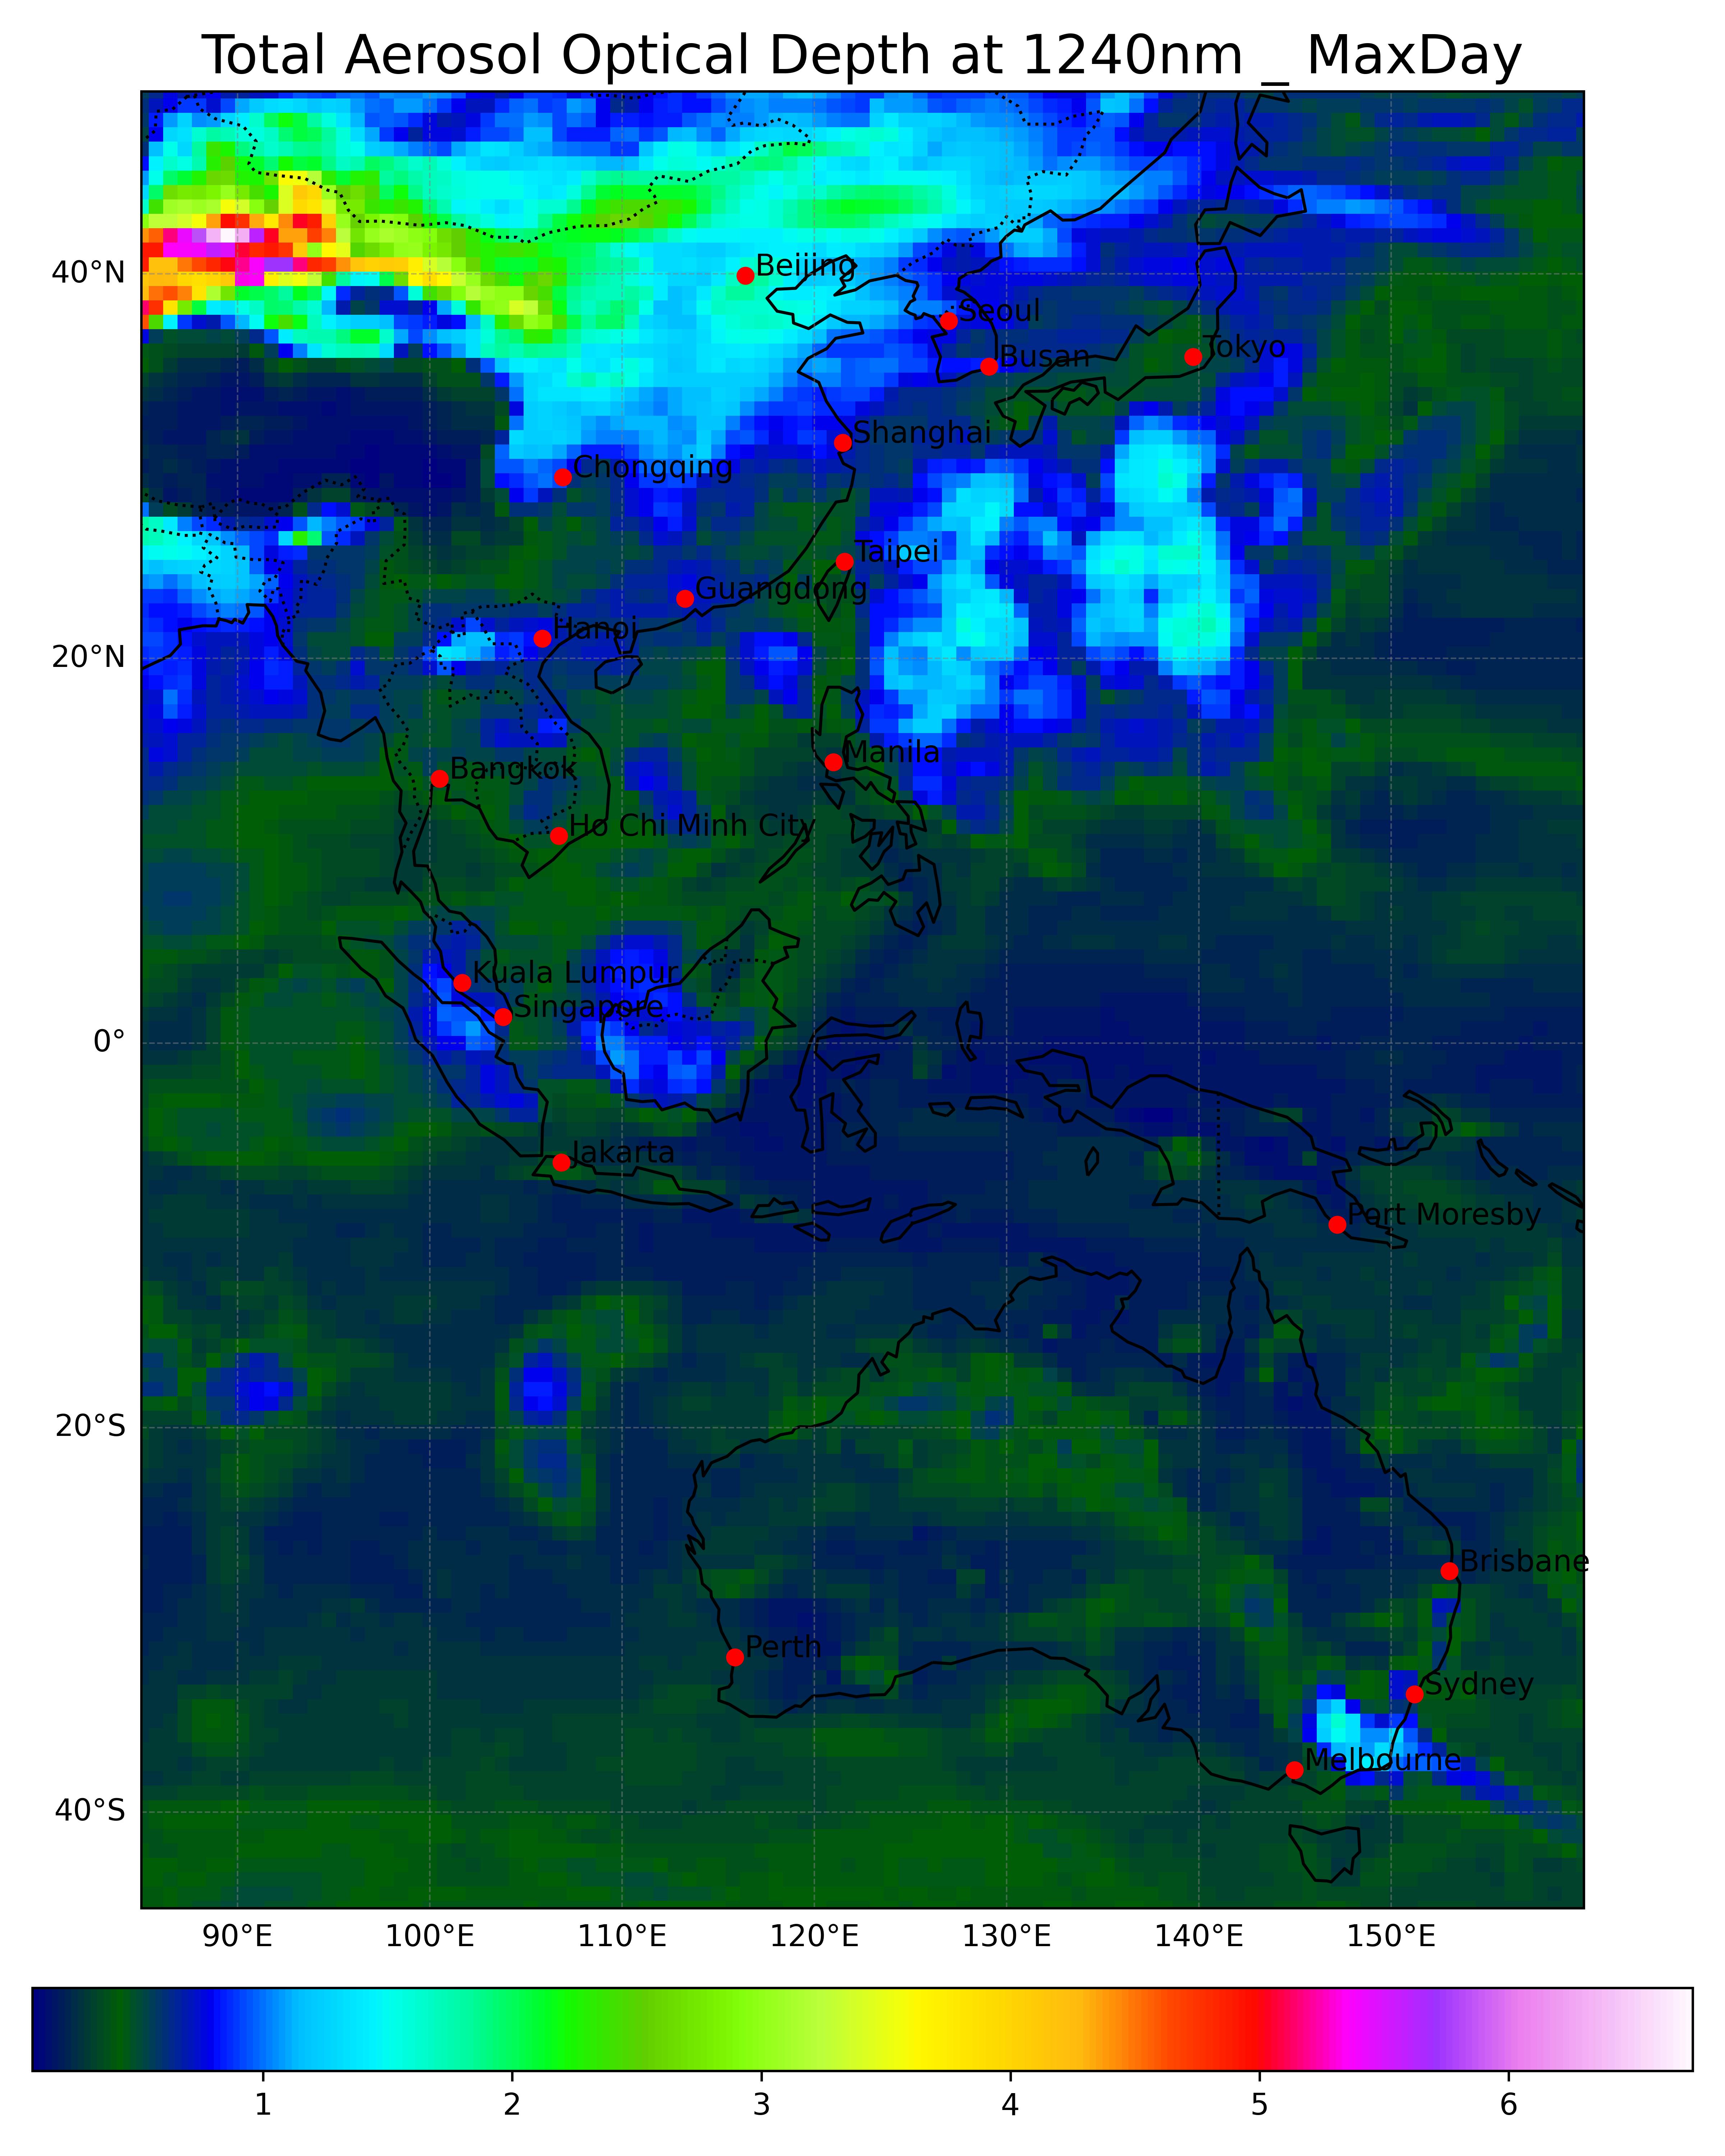 Total Aerosol Optical Depth at 1240nm _ MaxDay
40°N
20°N
0°
20°S
40°S
Beijing
Seoul
Busan
Tokyo
Shanghai
Chongqing
Taipei
Guangdong
Hanoi
Manila
Bangkok
Ho Chi Minh City
Kuala Lumpur
Singapore
Jakarta
Port Moresby
Brisbane
Perth
Sydney
Melbourne
90°E 100°E 110°E 120°E 130°E 140°E 150°E
1 2 3 4 5 6